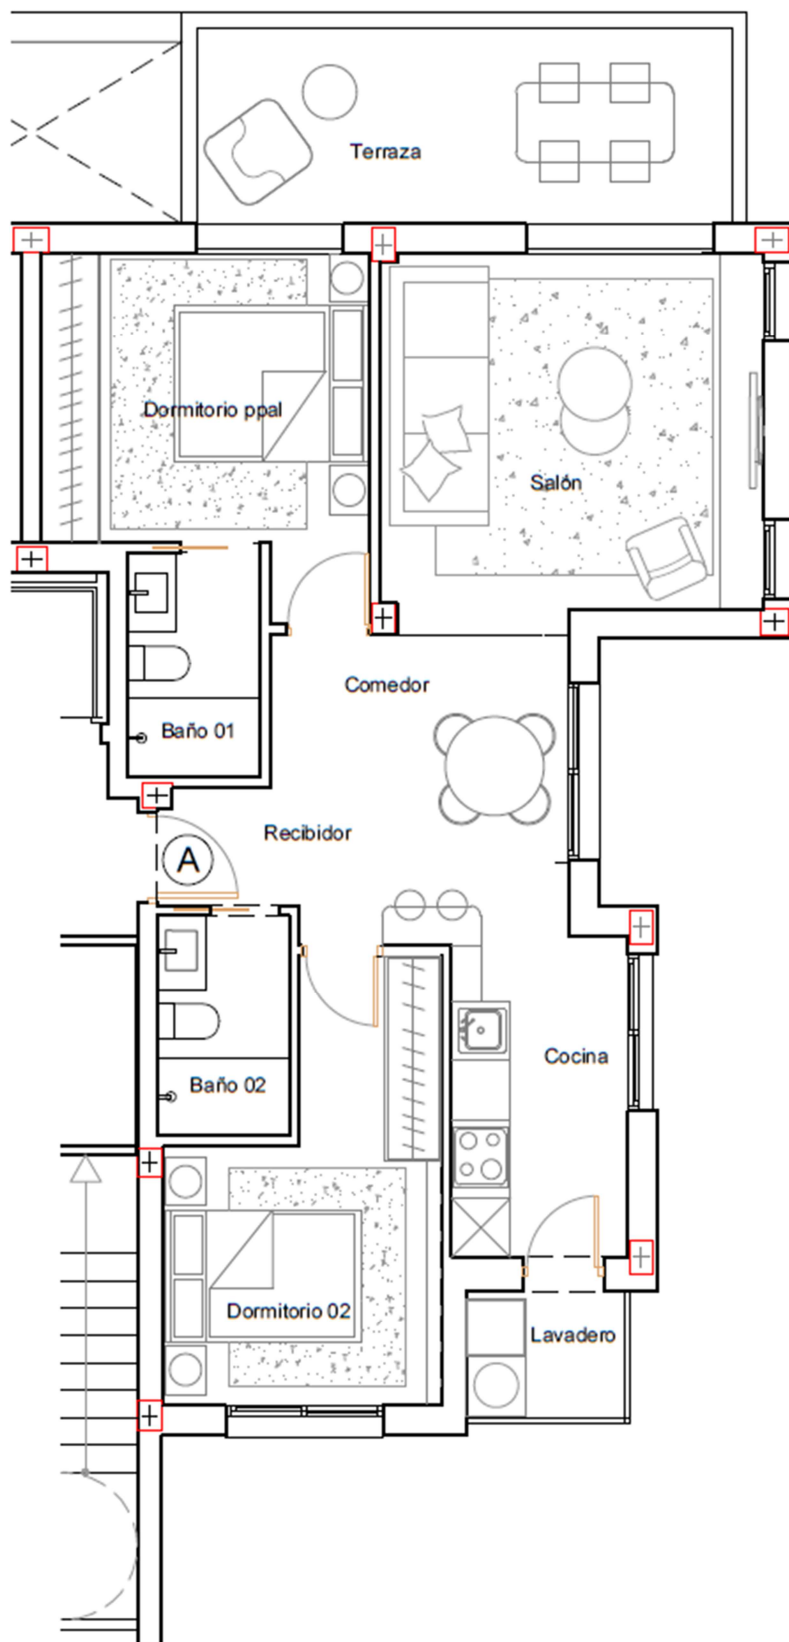 Terraza
Dormitorio ppal
Salón
Comedor
Baño 01
Recibidor
A
Cocina
Baño 02
Dormitorio 02
Lavadero